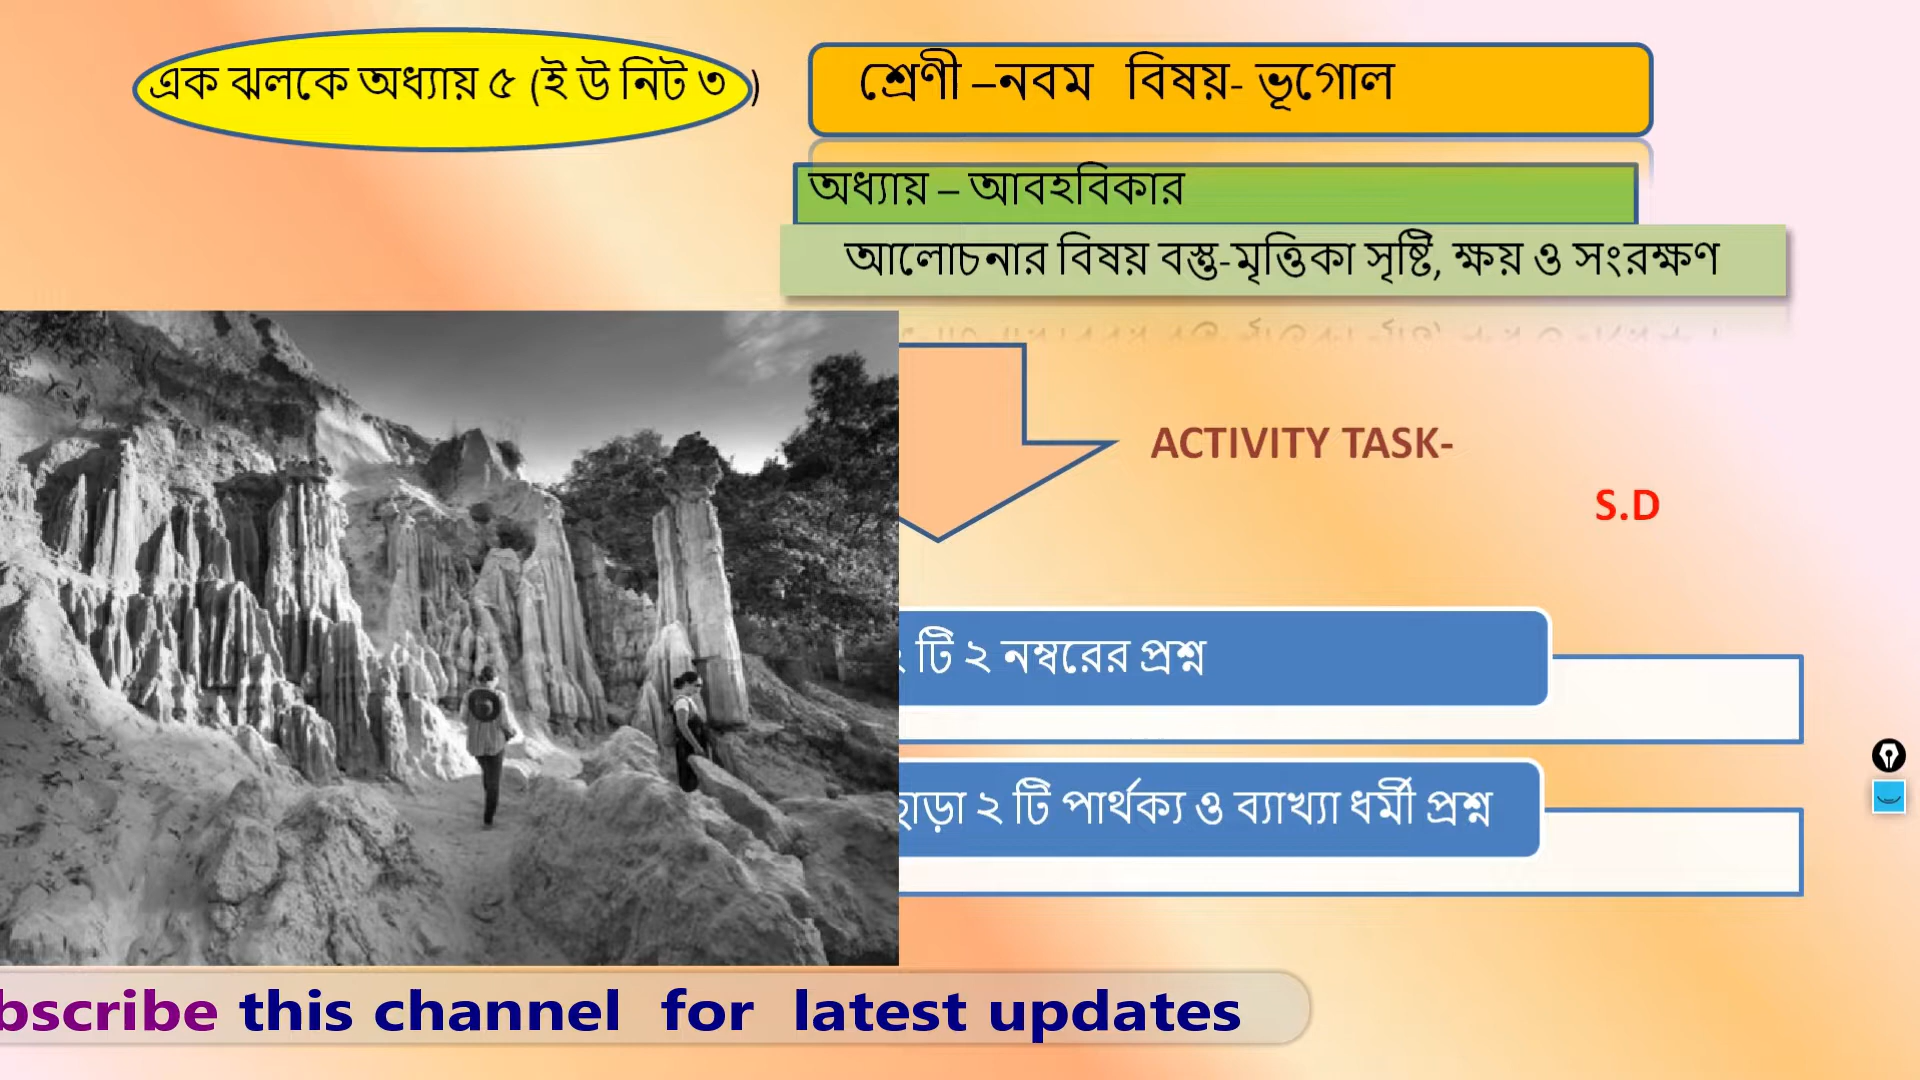 এক ঝলকে অধ্যায় ৫ (ই উ নিট ৩ )
শ্রেণী –নবম বিষয়- ভূগোল
অধ্যায় – আবহবিকার
আলোচনার বিষয় বস্তু-মৃত্তিকা সৃষ্টি, ক্ষয় ও সংরক্ষণ
ACTIVITY TASK-
S.D
টি ২ নম্বরের প্রশ্ন
২ টি পার্থক্য ও ব্যাখ্যা ধর্মী প্রশ্ন
this channel for latest updates